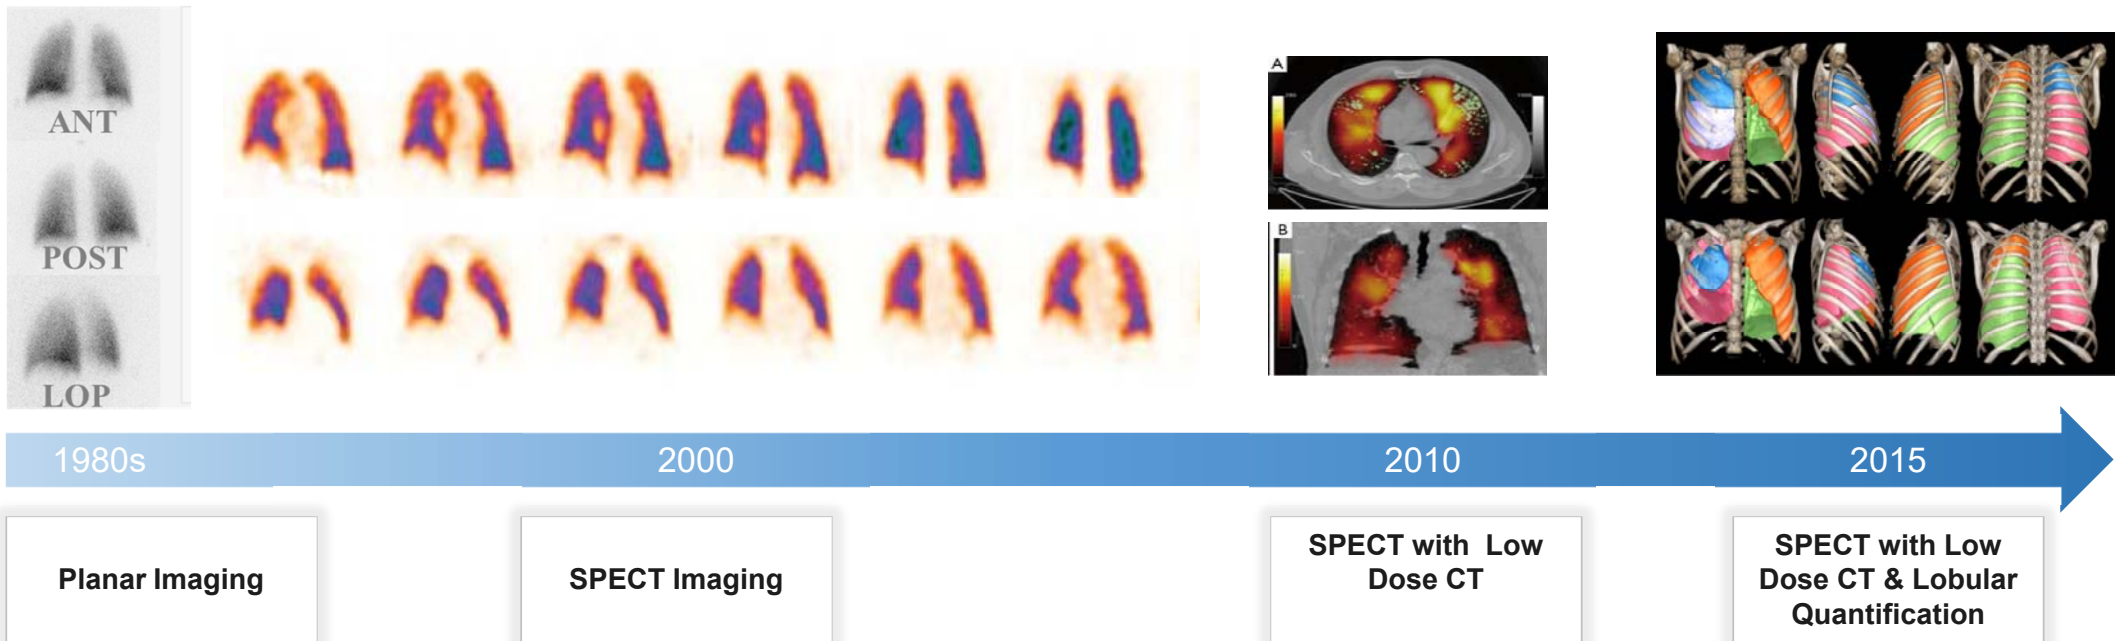 ANT
POST
LOP
A
B
1980s
2000
2010
2015
Planar Imaging
SPECT Imaging
SPECT with Low
Dose CT
SPECT with Low
Dose CT & Lobular
Quantification